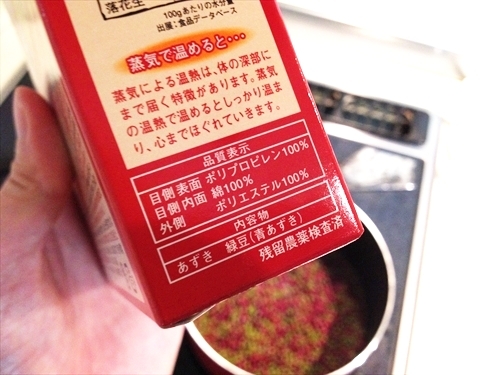 落花生
100gあたりの水分量
出展:食品データベース
蒸気で温めると・・・
蒸気による温熱は、体の深部に
まで届く特徴があります。蒸気
の温熱で温めるとしっかり温ま
り、心までほぐれていきます。
品質表示
目側表面 ポリプロピレン100%
目側内面 綿100%
外側 ポリエステル100%
内容物
あずき 緑豆(青あずき)
残留農薬検査済